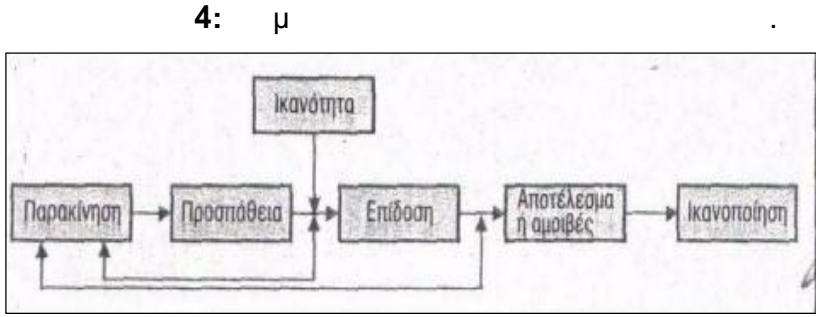 4: μ .
Ικανότητα
Παρακίνηση
Προσπάθεια
Επίδοση
Αποτέλεσμα
ή αμοιβές
Ικανοποίηση